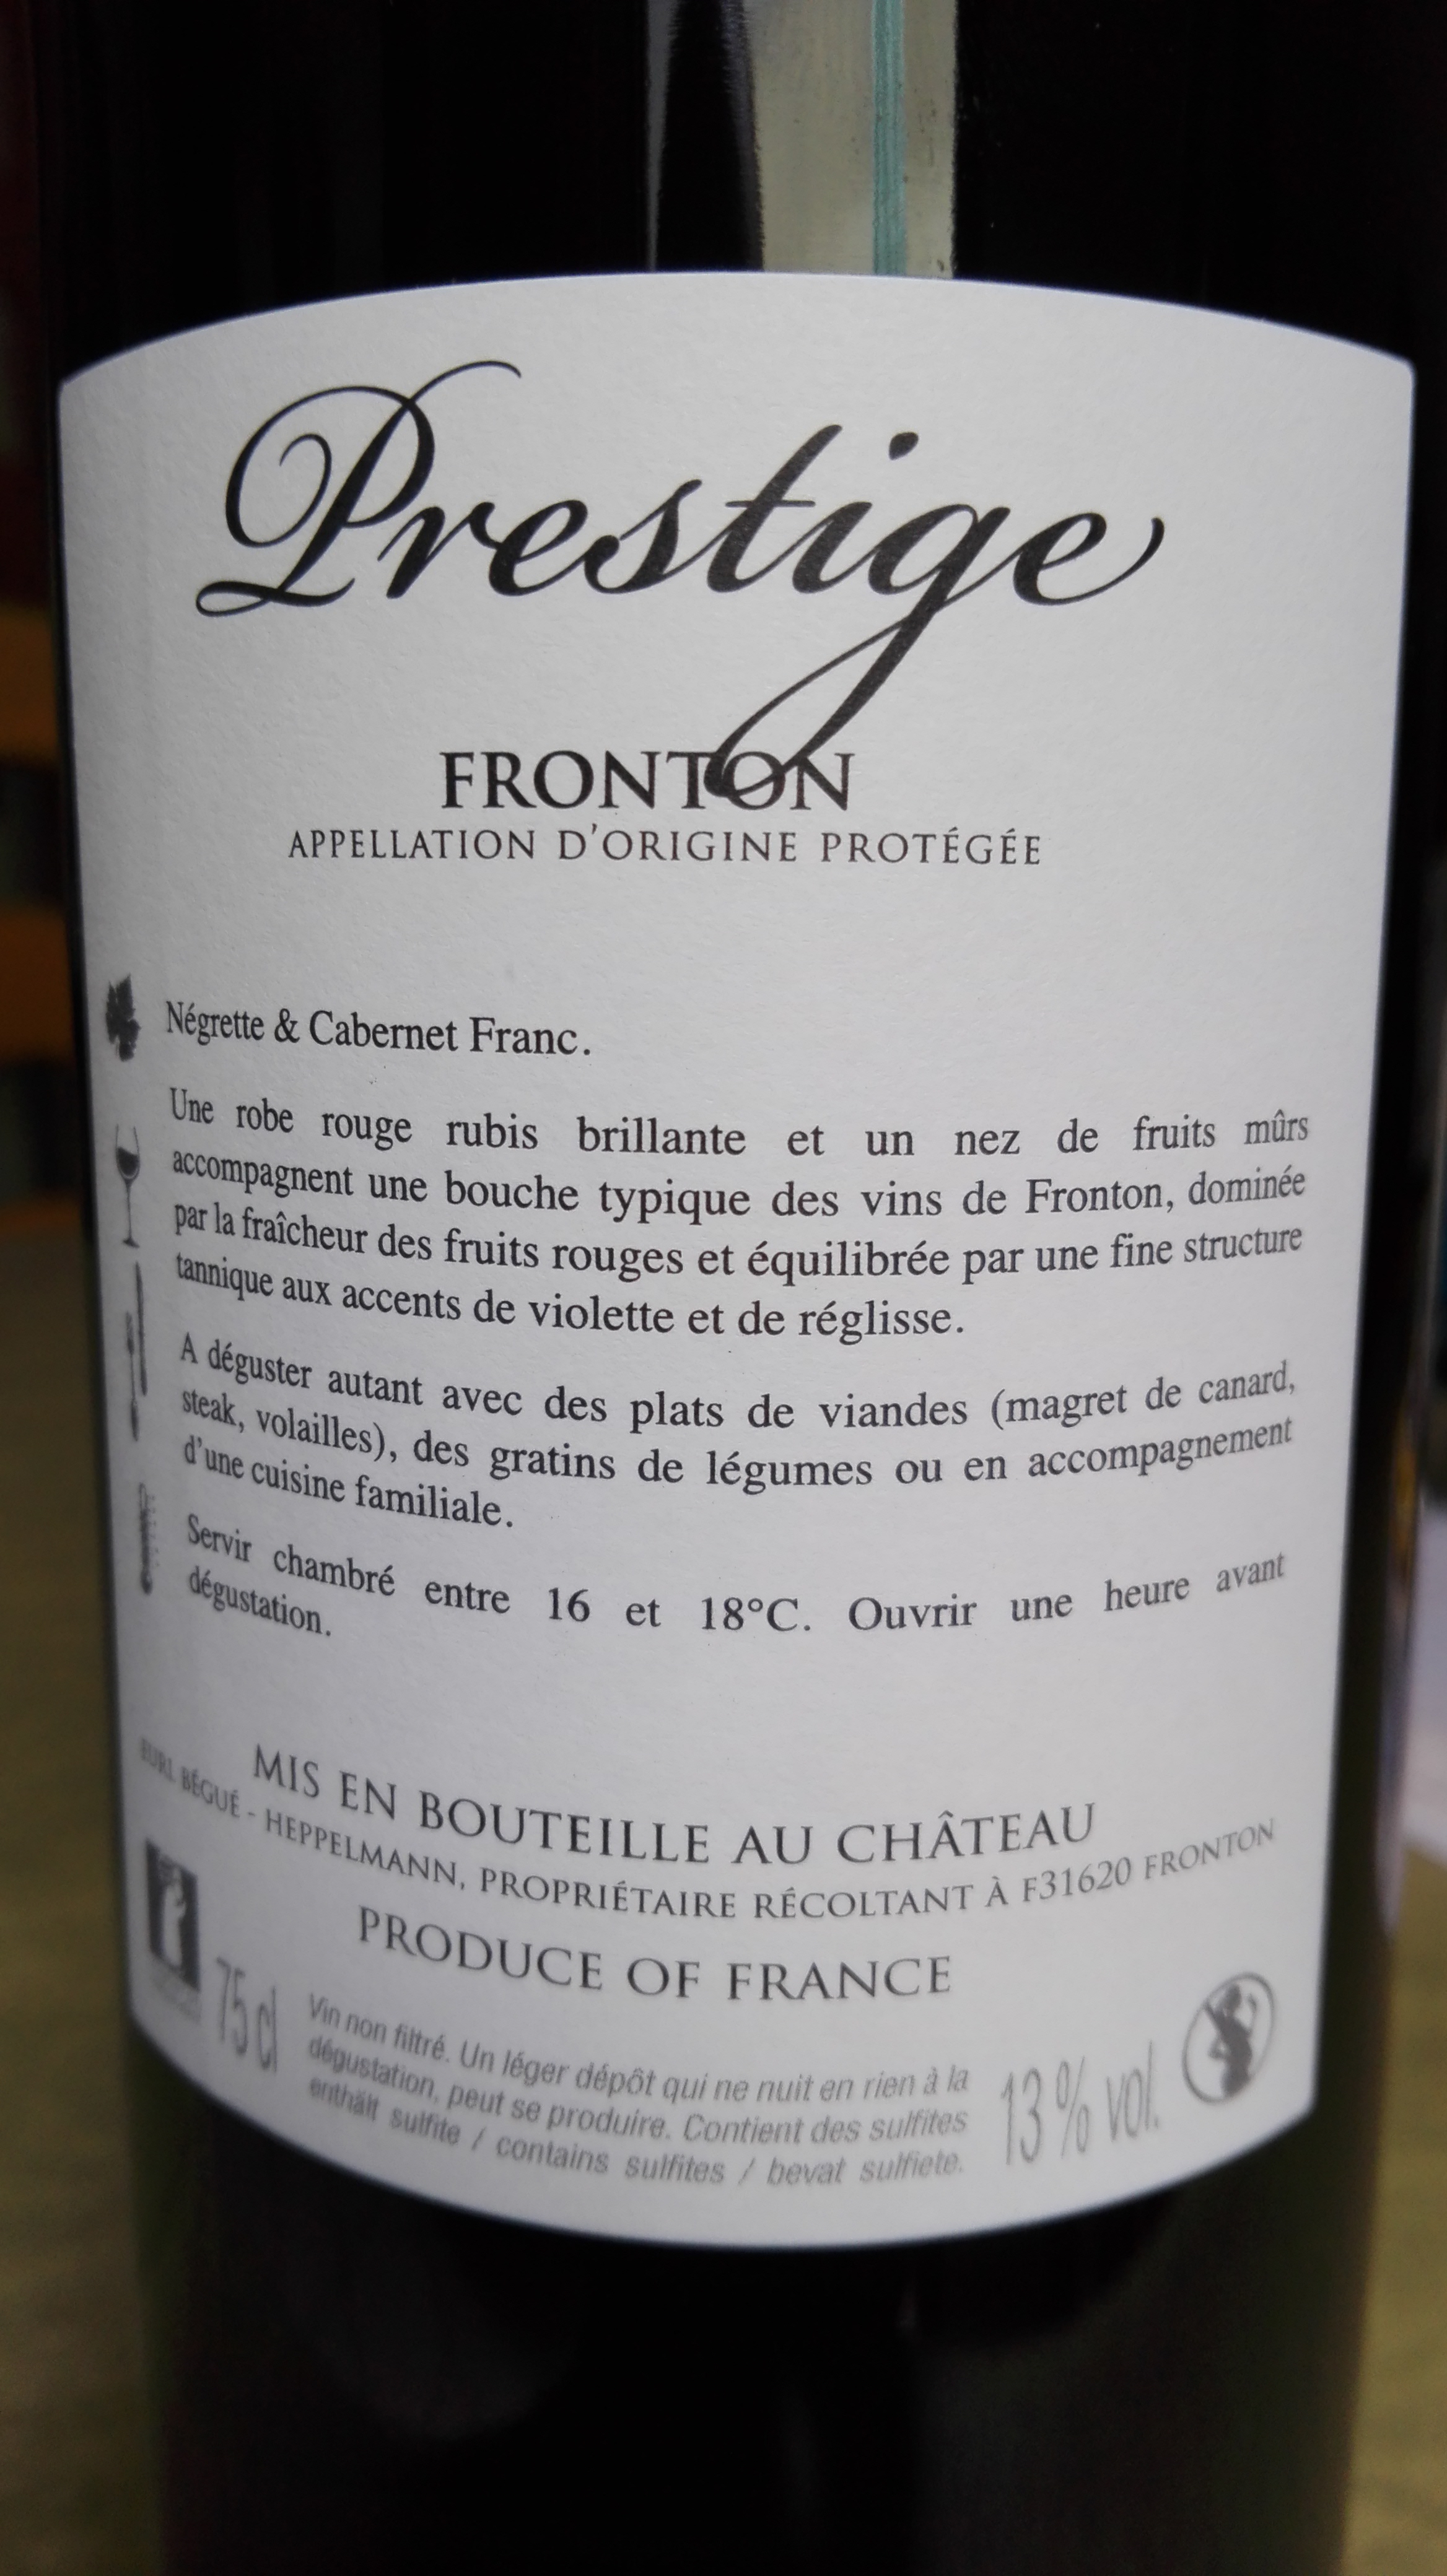 Prestige
FRONTON
APPELLATION D'ORIGINE PROTÉGÉE
Négrette & Cabernet Franc.
Une robe rouge rubis brillante et un nez de fruits mûrs
accompagnent une bouche typique des vins de Fronton, dominée
par la fraîcheur des fruits rouges et équilibrée par une fine structure
tannique aux accents de violette et de réglisse.
A déguster autant avec des plats de viandes (magret de canard,
steak, volailles), des gratins de légumes ou en accompagnement
d'une cuisine familiale.
Servir chambré entre 16 et 18°C. Ouvrir une heure avant
dégustation.
MIS EN BOUTEILLE AU CHÂTEAU
EURL BÉGUÉ - HEPPELMANN, PROPRIÉTAIRE RÉCOLTANT À F31620 FRONTON
PRODUCE OF FRANCE
75 cl
Vin non filtré. Un léger dépôt qui ne nuit en rien à la
dégustation, peut se produire. Contient des sulfites
enthält sulfite / contains sulfites / bevat sulfiete.
13 % vol.